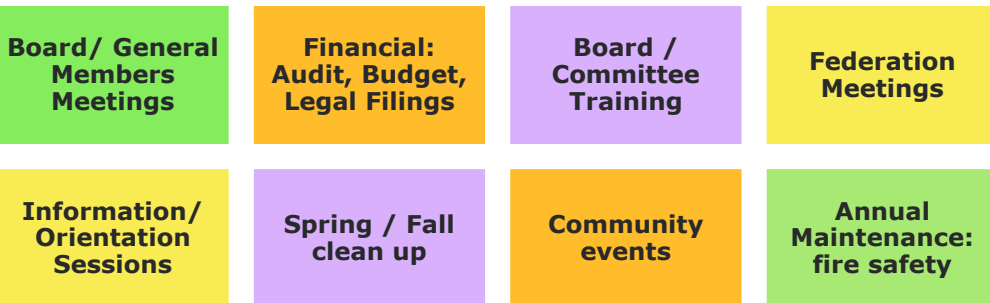 Board/ General
Members
Meetings
Financial:
Audit, Budget,
Legal Filings
Board /
Committee
Training
Federation
Meetings
Information/
Orientation
Sessions
Spring / Fall
clean up
Community
events
Annual
Maintenance:
fire safety